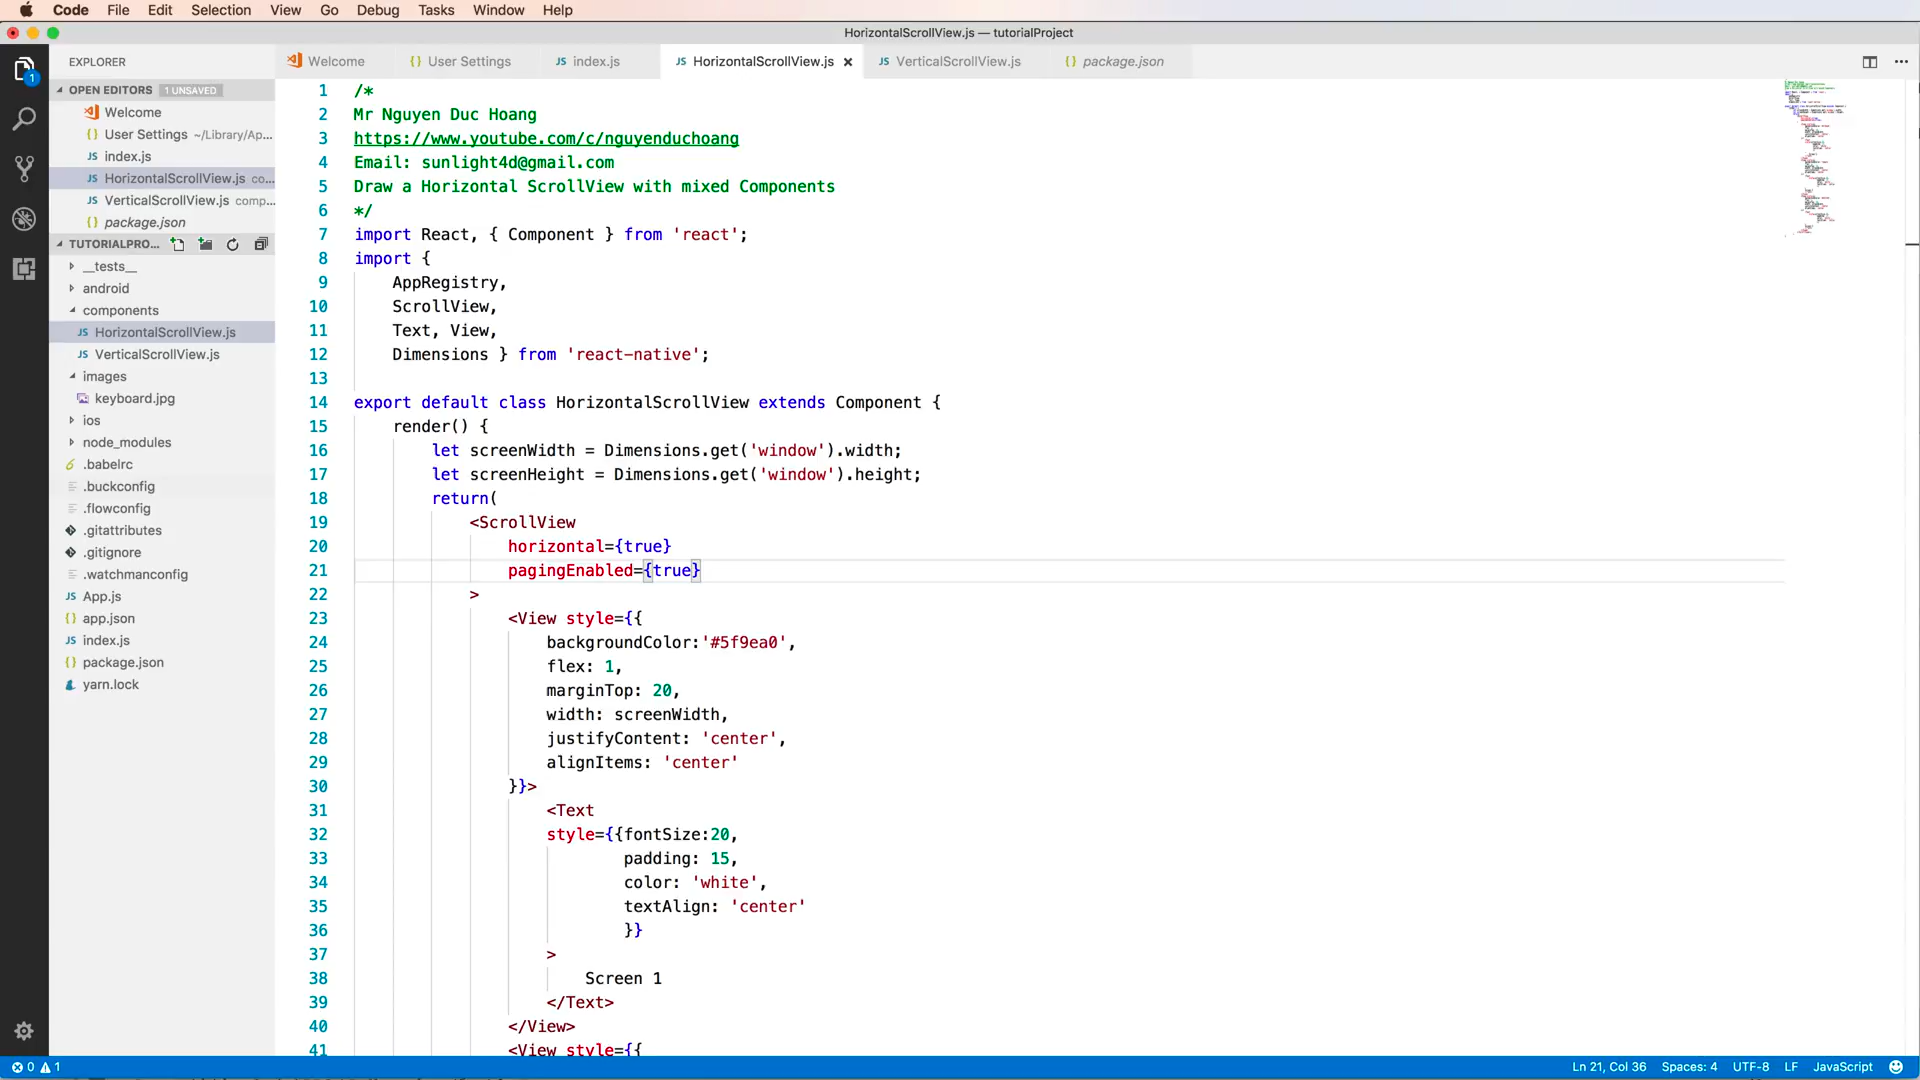 Code File Edit Selection View Go Debug Tasks Window Help
HorizontalScrollView.js — tutorialProject
EXPLORER
Welcome User Settings index.js HorizontalScrollView.js VerticalScrollView.js package.json
OPEN EDITORS 1 UNSAVED
Welcome
User Settings ~/Library/Ap...
JS index.js
JS HorizontalScrollView.js co...
JS VerticalScrollView.js comp...
{} package.json
TUTORIALPRO...
__tests__
android
components
JS HorizontalScrollView.js
JS VerticalScrollView.js
images
keyboard.jpg
ios
node_modules
.babelrc
.buckconfig
.flowconfig
.gitattributes
.gitignore
.watchmanconfig
JS App.js
{} app.json
JS index.js
{} package.json
yarn.lock
1 /*
2 Mr Nguyen Duc Hoang
3 https://www.youtube.com/c/nguyenduchoang
4 Email: sunlight4d@gmail.com
5 Draw a Horizontal ScrollView with mixed Components
6 */
7 import React, { Component } from 'react';
8 import {
9 AppRegistry,
10 ScrollView,
11 Text, View,
12 Dimensions } from 'react-native';
13
14 export default class HorizontalScrollView extends Component {
15 render() {
16 let screenWidth = Dimensions.get('window').width;
17 let screenHeight = Dimensions.get('window').height;
18 return(
19 <ScrollView
20 horizontal={true}
21 pagingEnabled={true}
22 >
23 <View style={{
24 backgroundColor:'#5f9ea0',
25 flex: 1,
26 marginTop: 20,
27 width: screenWidth,
28 justifyContent: 'center',
29 alignItems: 'center'
30 }}>
31 <Text
32 style={{fontSize:20,
33 padding: 15,
34 color: 'white',
35 textAlign: 'center'
36 }}
37 >
38 Screen 1
39 </Text>
40 </View>
41 <View style={{
0 1 Ln 21, Col 36 Spaces: 4 UTF-8 LF JavaScript